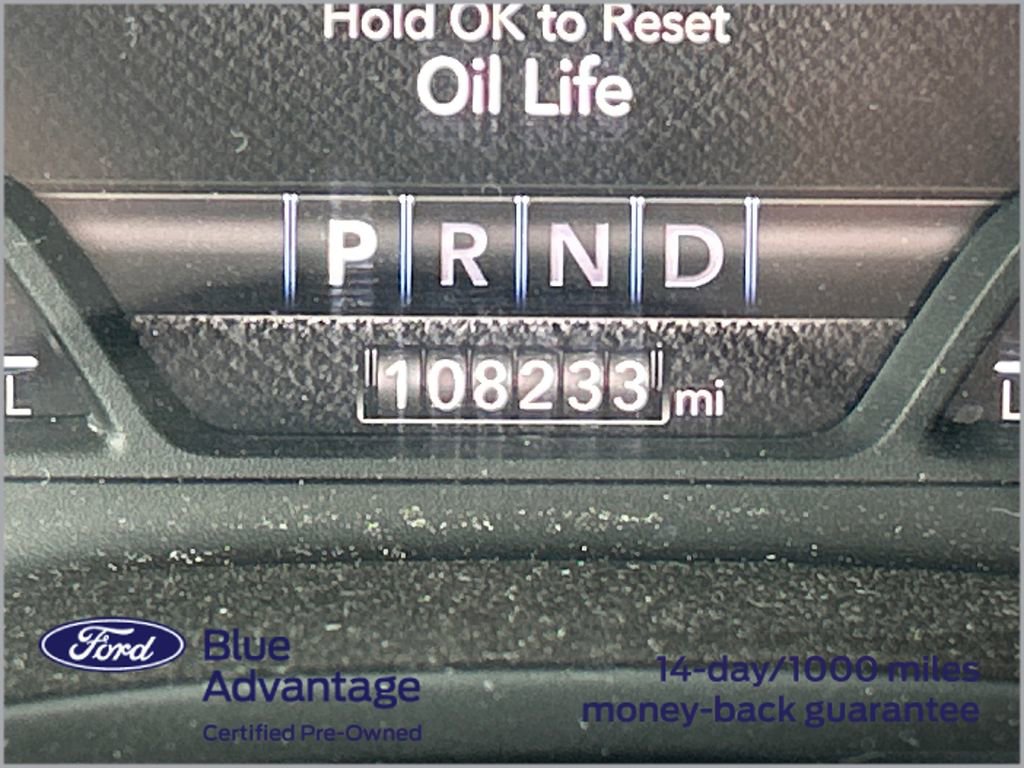 Hold OK to Reset
Oil Life
P R N D
108233 mi
L
L
Ford
Blue
Advantage
Certified Pre-Owned
14-day/1000 miles
money-back guarantee